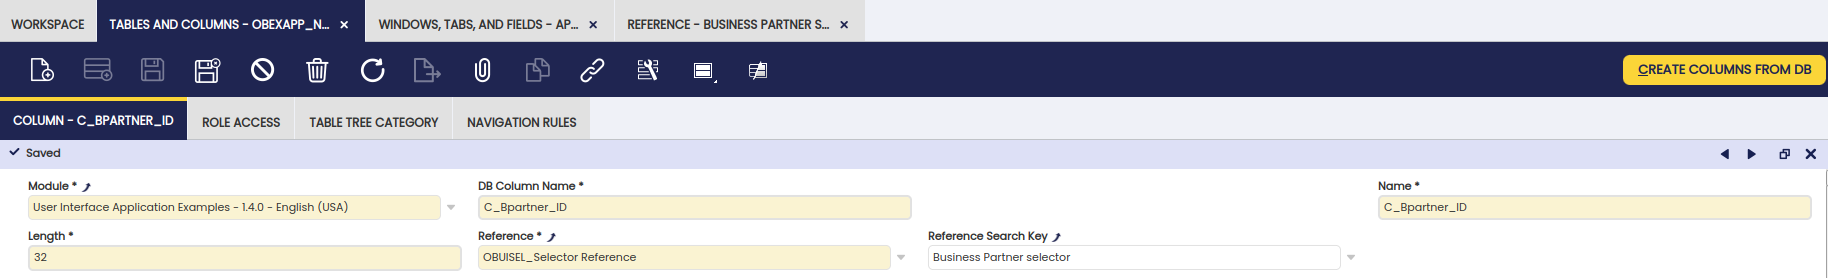 WORKSPACE TABLES AND COLUMNS - OBEXAPP_N... WINDOWS, TABS, AND FIELDS - AP... REFERENCE - BUSINESS PARTNER S...
CREATE COLUMNS FROM DB
COLUMN - C_BPARTNER_ID ROLE ACCESS TABLE TREE CATEGORY NAVIGATION RULES
Saved
Module * DB Column Name * Name *
User Interface Application Examples - 1.4.0 - English (USA) C_Bpartner_ID C_Bpartner_ID
Length * Reference * Reference Search Key
32 OBUISEL_Selector Reference Business Partner selector